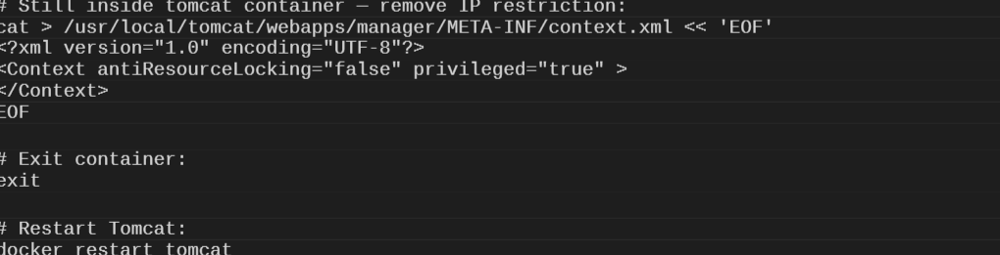 # Still inside tomcat container — remove IP restriction:
cat > /usr/local/tomcat/webapps/manager/META-INF/context.xml << 'EOF'
<?xml version="1.0" encoding="UTF-8"?>
<Context antiResourceLocking="false" privileged="true" >
</Context>
EOF
# Exit container:
exit
# Restart Tomcat:
docker restart tomcat